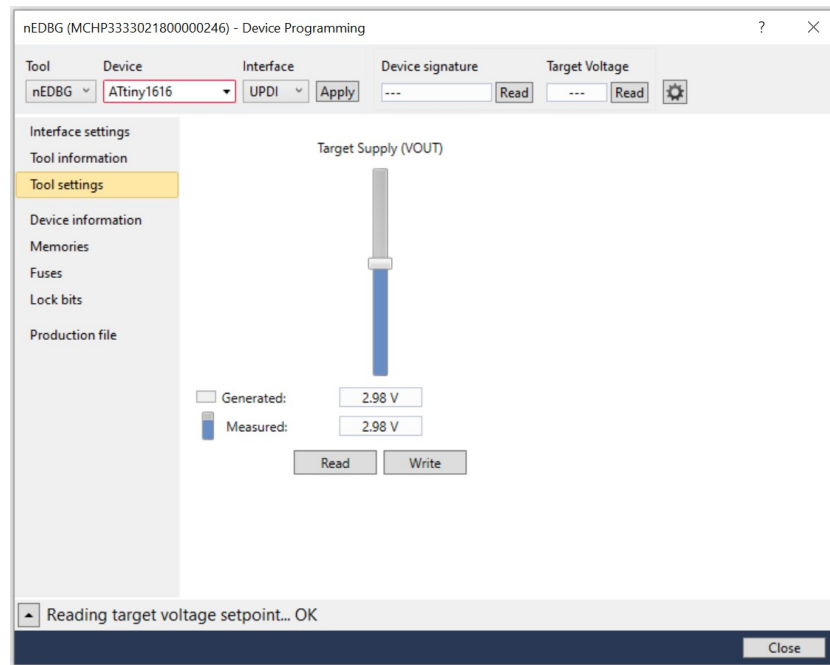 nEDBG (MCHP3333021800000246) - Device Programming
?
Tool Device Interface Device signature Target Voltage
nEDBG ATtiny1616 UPDI Apply --- Read --- Read
Interface settings
Tool information
Tool settings
Device information
Memories
Fuses
Lock bits
Production file
Target Supply (VOUT)
Generated: 2.98 V
Measured: 2.98 V
Read Write
Reading target voltage setpoint... OK
Close